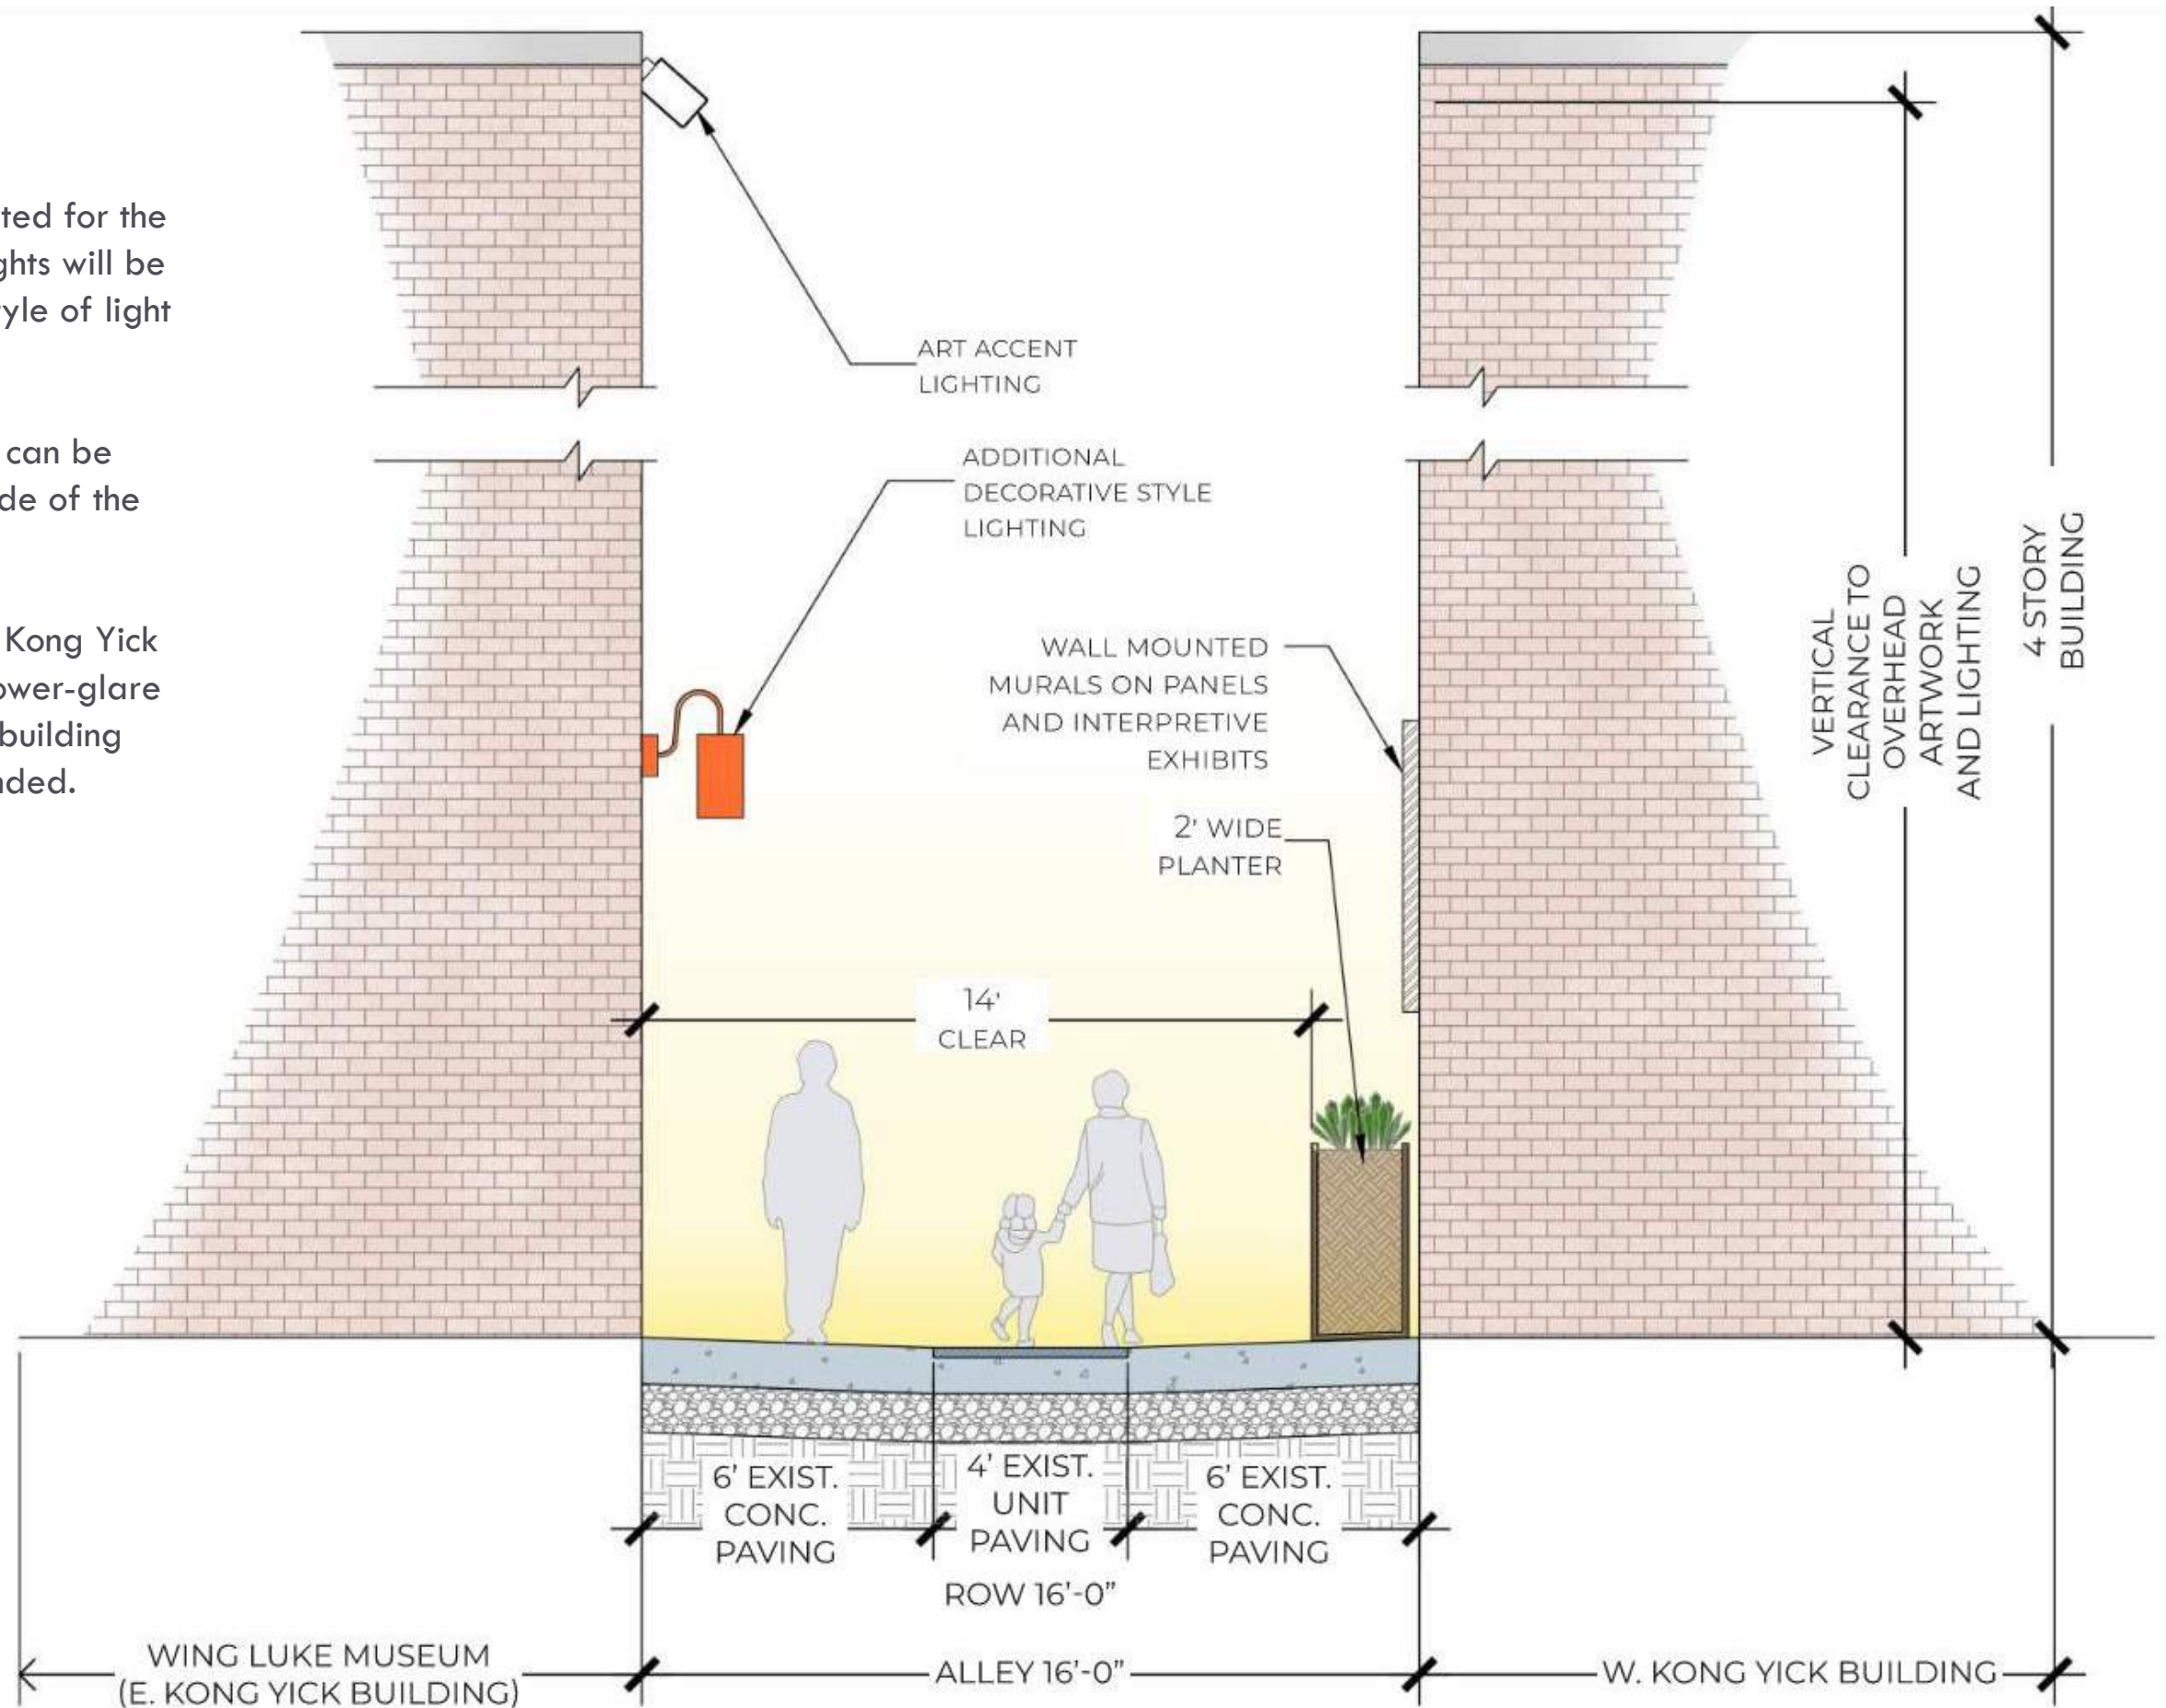 ted for the
ghts will be
tyle of light
can be
de of the
Kong Yick
ower-glare
building
nded.
ART ACCENT
LIGHTING
ADDITIONAL
DECORATIVE STYLE
LIGHTING
WALL MOUNTED
MURALS ON PANELS
AND INTERPRETIVE
EXHIBITS
2' WIDE
PLANTER
14'
CLEAR
VERTICAL
CLEARANCE TO
OVERHEAD
ARTWORK
AND LIGHTING
4 STORY
BUILDING
6' EXIST.
CONC.
PAVING
4' EXIST.
UNIT
PAVING
6' EXIST.
CONC.
PAVING
ROW 16'-0"
WING LUKE MUSEUM
(E. KONG YICK BUILDING)
ALLEY 16'-0"
W. KONG YICK BUILDING